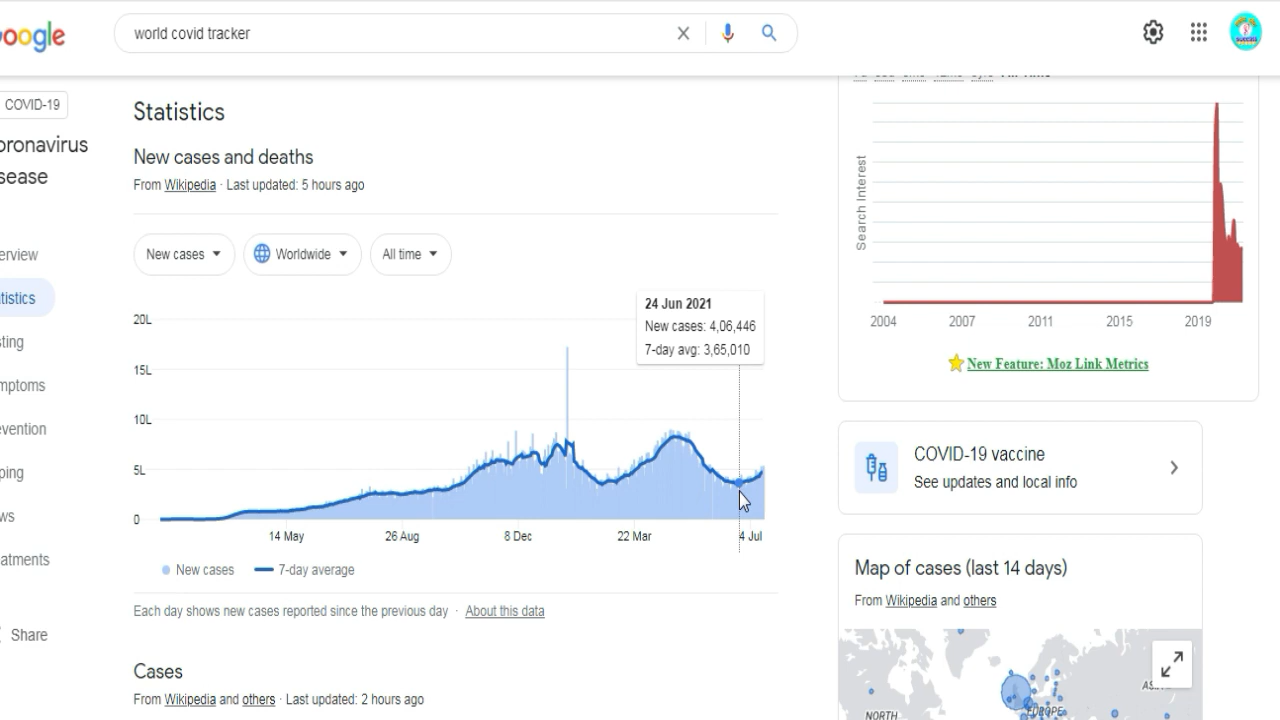 oogle
world covid tracker
COVID-19
oronavirus
sease
erview
tistics
sting
mptoms
evention
ping
ws
eatments
Share
Statistics
New cases and deaths
From Wikipedia · Last updated: 5 hours ago
New cases
Worldwide
All time
24 Jun 2021
New cases: 4,06,446
7-day avg: 3,65,010
20L
15L
10L
5L
0
14 May
26 Aug
8 Dec
22 Mar
4 Jul
New cases
7-day average
Each day shows new cases reported since the previous day · About this data
Cases
From Wikipedia and others · Last updated: 2 hours ago
Search Interest
2004
2007
2011
2015
2019
New Feature: Moz Link Metrics
COVID-19 vaccine
See updates and local info
Map of cases (last 14 days)
From Wikipedia and others
EUROPE
NORTH